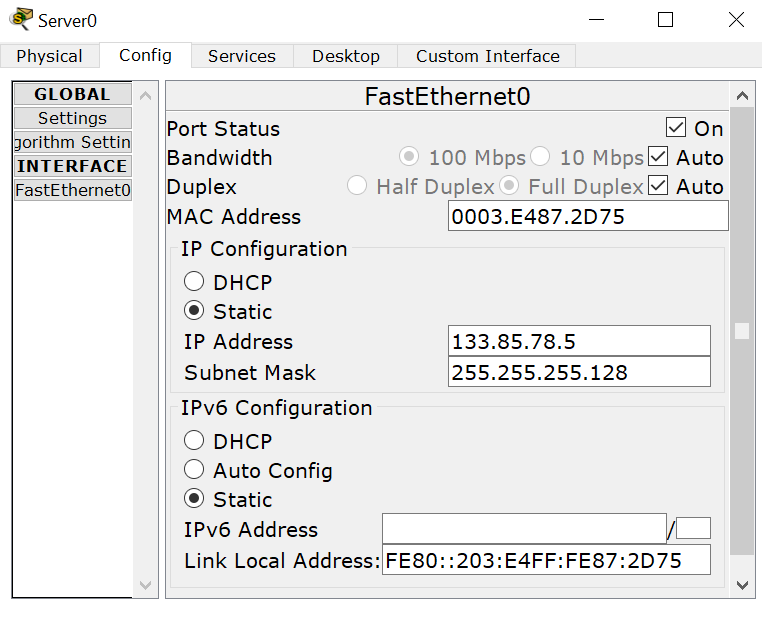 Server0
Physical Config Services Desktop Custom Interface
GLOBAL
Settings
gorithm Settin
INTERFACE
FastEthernet0
FastEthernet0
Port Status On
Bandwidth 100 Mbps 10 Mbps Auto
Duplex Half Duplex Full Duplex Auto
MAC Address 0003.E487.2D75
IP Configuration
DHCP
Static
IP Address 133.85.78.5
Subnet Mask 255.255.255.128
IPv6 Configuration
DHCP
Auto Config
Static
IPv6 Address /
Link Local Address: FE80::203:E4FF:FE87:2D75